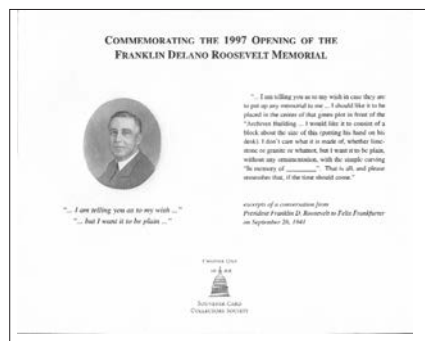 COMMEMORATING THE 1997 OPENING OF THE
FRANKLIN DELANO ROOSEVELT MEMORIAL
"... I am telling you as to my wish in case they are
to put up any memorial to me ... I should like it to be
placed in the center of that green plot in front of the
"Archives Building ... I would like it to consist of a
block about the size of this (putting his hand on his
desk). I don't care what it is made of, whether lime-
stone or granite or whatnot, but I want it to be plain,
without any ornamentation, with the simple carving
"In memory of ________". That is all, and please
remember that, if the time should come."
"... I am telling you as to my wish ..."
"... but I want it to be plain ..."
excerpts of a conversation from
President Franklin D. Roosevelt to Felix Frankfurter
on September 26, 1941
CHAPTER ONE
SOUVENIR CARD
COLLECTORS SOCIETY